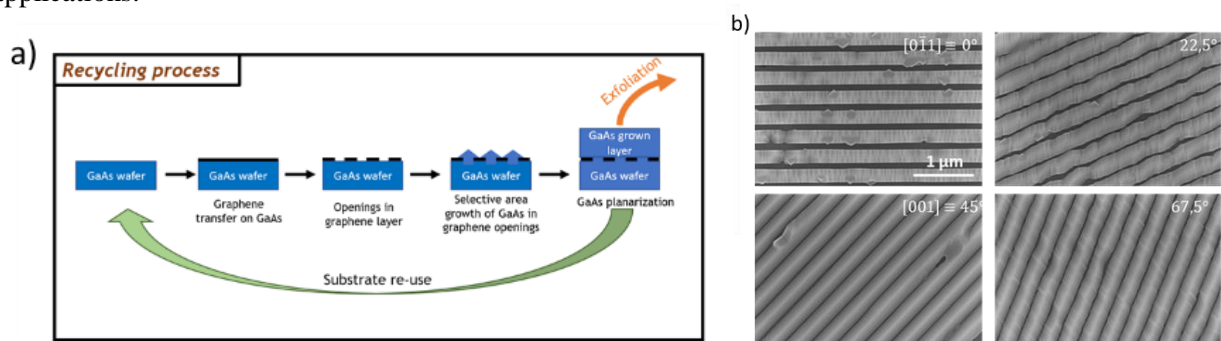 applications.
a)
Recycling process
Exfoliation
GaAs grown
layer
GaAs wafer
GaAs wafer
GaAs wafer
GaAs wafer
GaAs wafer
Graphene
transfer on GaAs
Openings in
graphene layer
Selective area
growth of GaAs in
graphene openings
GaAs planarization
Substrate re-use
b)
[01̄1] ≡ 0°
22,5°
1 µm
[001] ≡ 45°
67,5°